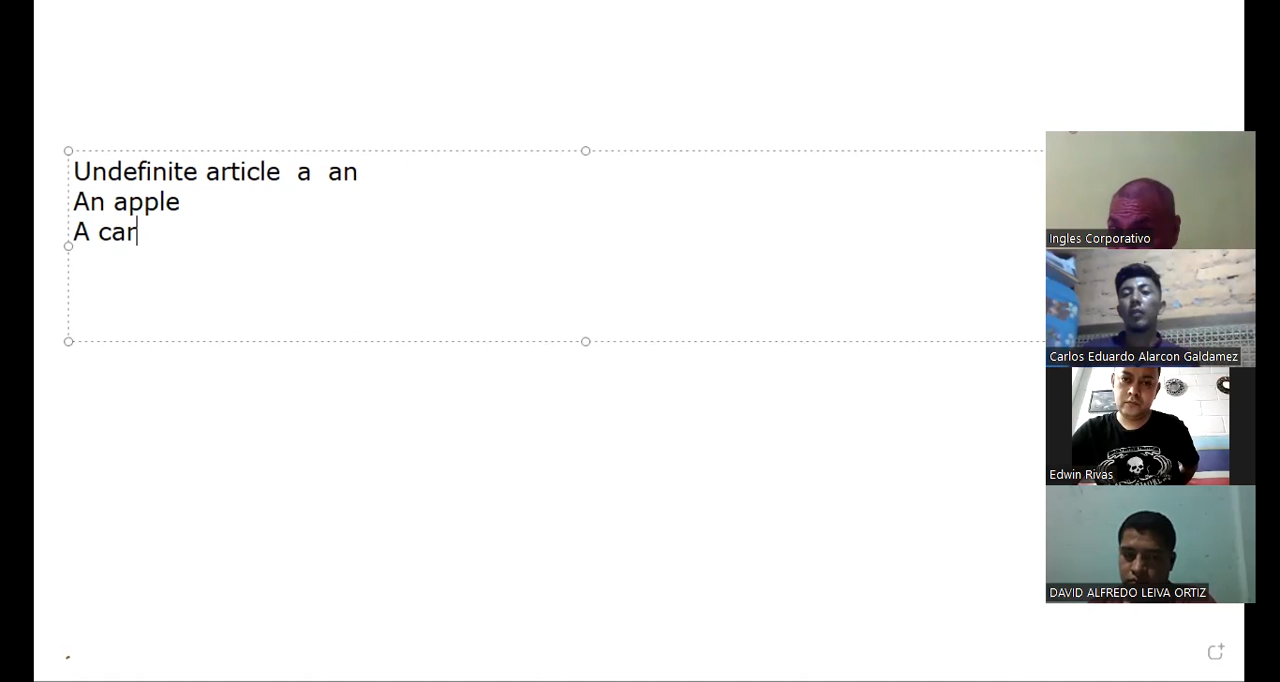 Undefinite article  a  an
An apple
A car
Ingles Corporativo
Carlos Eduardo Alarcon Galdamez
Edwin Rivas
DAVID ALFREDO LEIVA ORTIZ